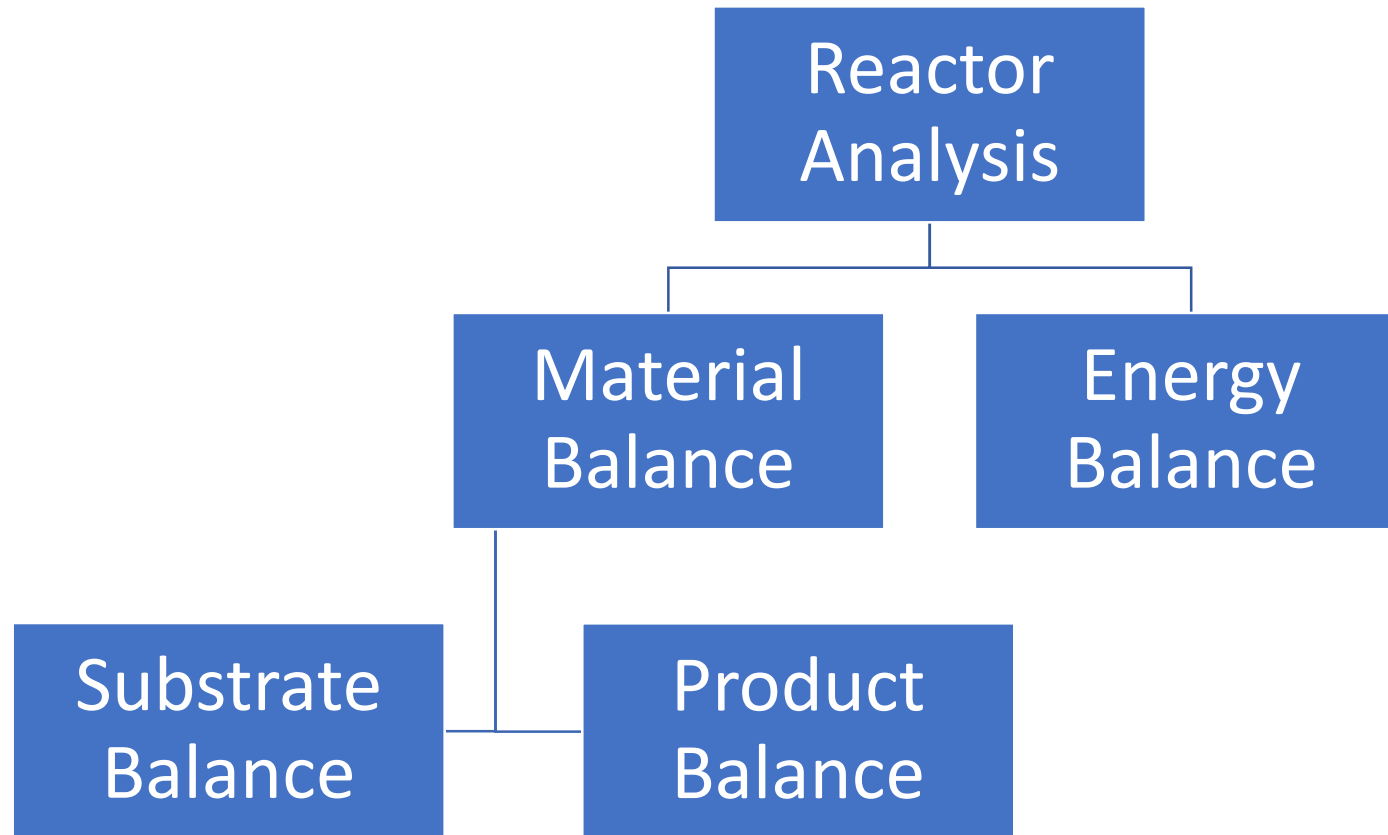 Reactor
Analysis
Material
Balance
Energy
Balance
Substrate
Balance
Product
Balance